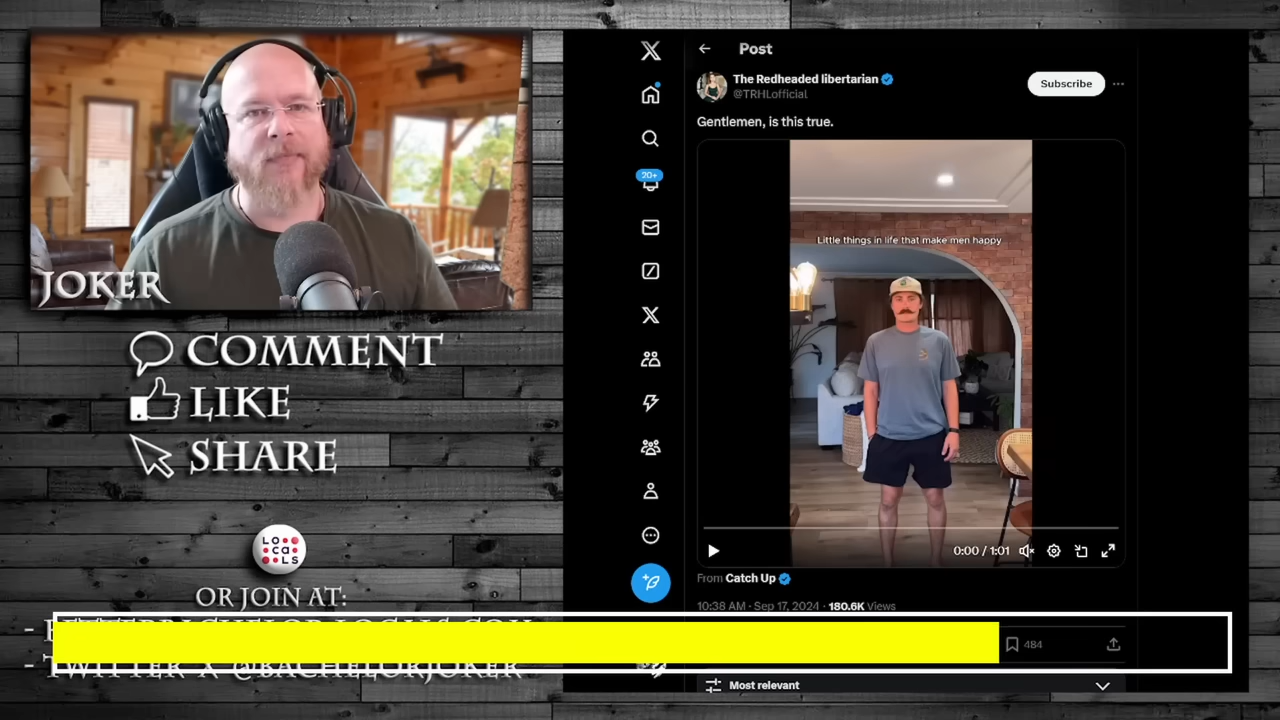 JOKER
COMMENT
LIKE
SHARE
LO
ca
LS
OR JOIN AT:
Post
The Redheaded libertarian
@TRHLofficial
Subscribe
Gentlemen, is this true.
20+
Little things in life that make men happy
0:00 / 1:01
From Catch Up
10:38 AM · Sep 17, 2024 · 180.6K Views
484
Most relevant